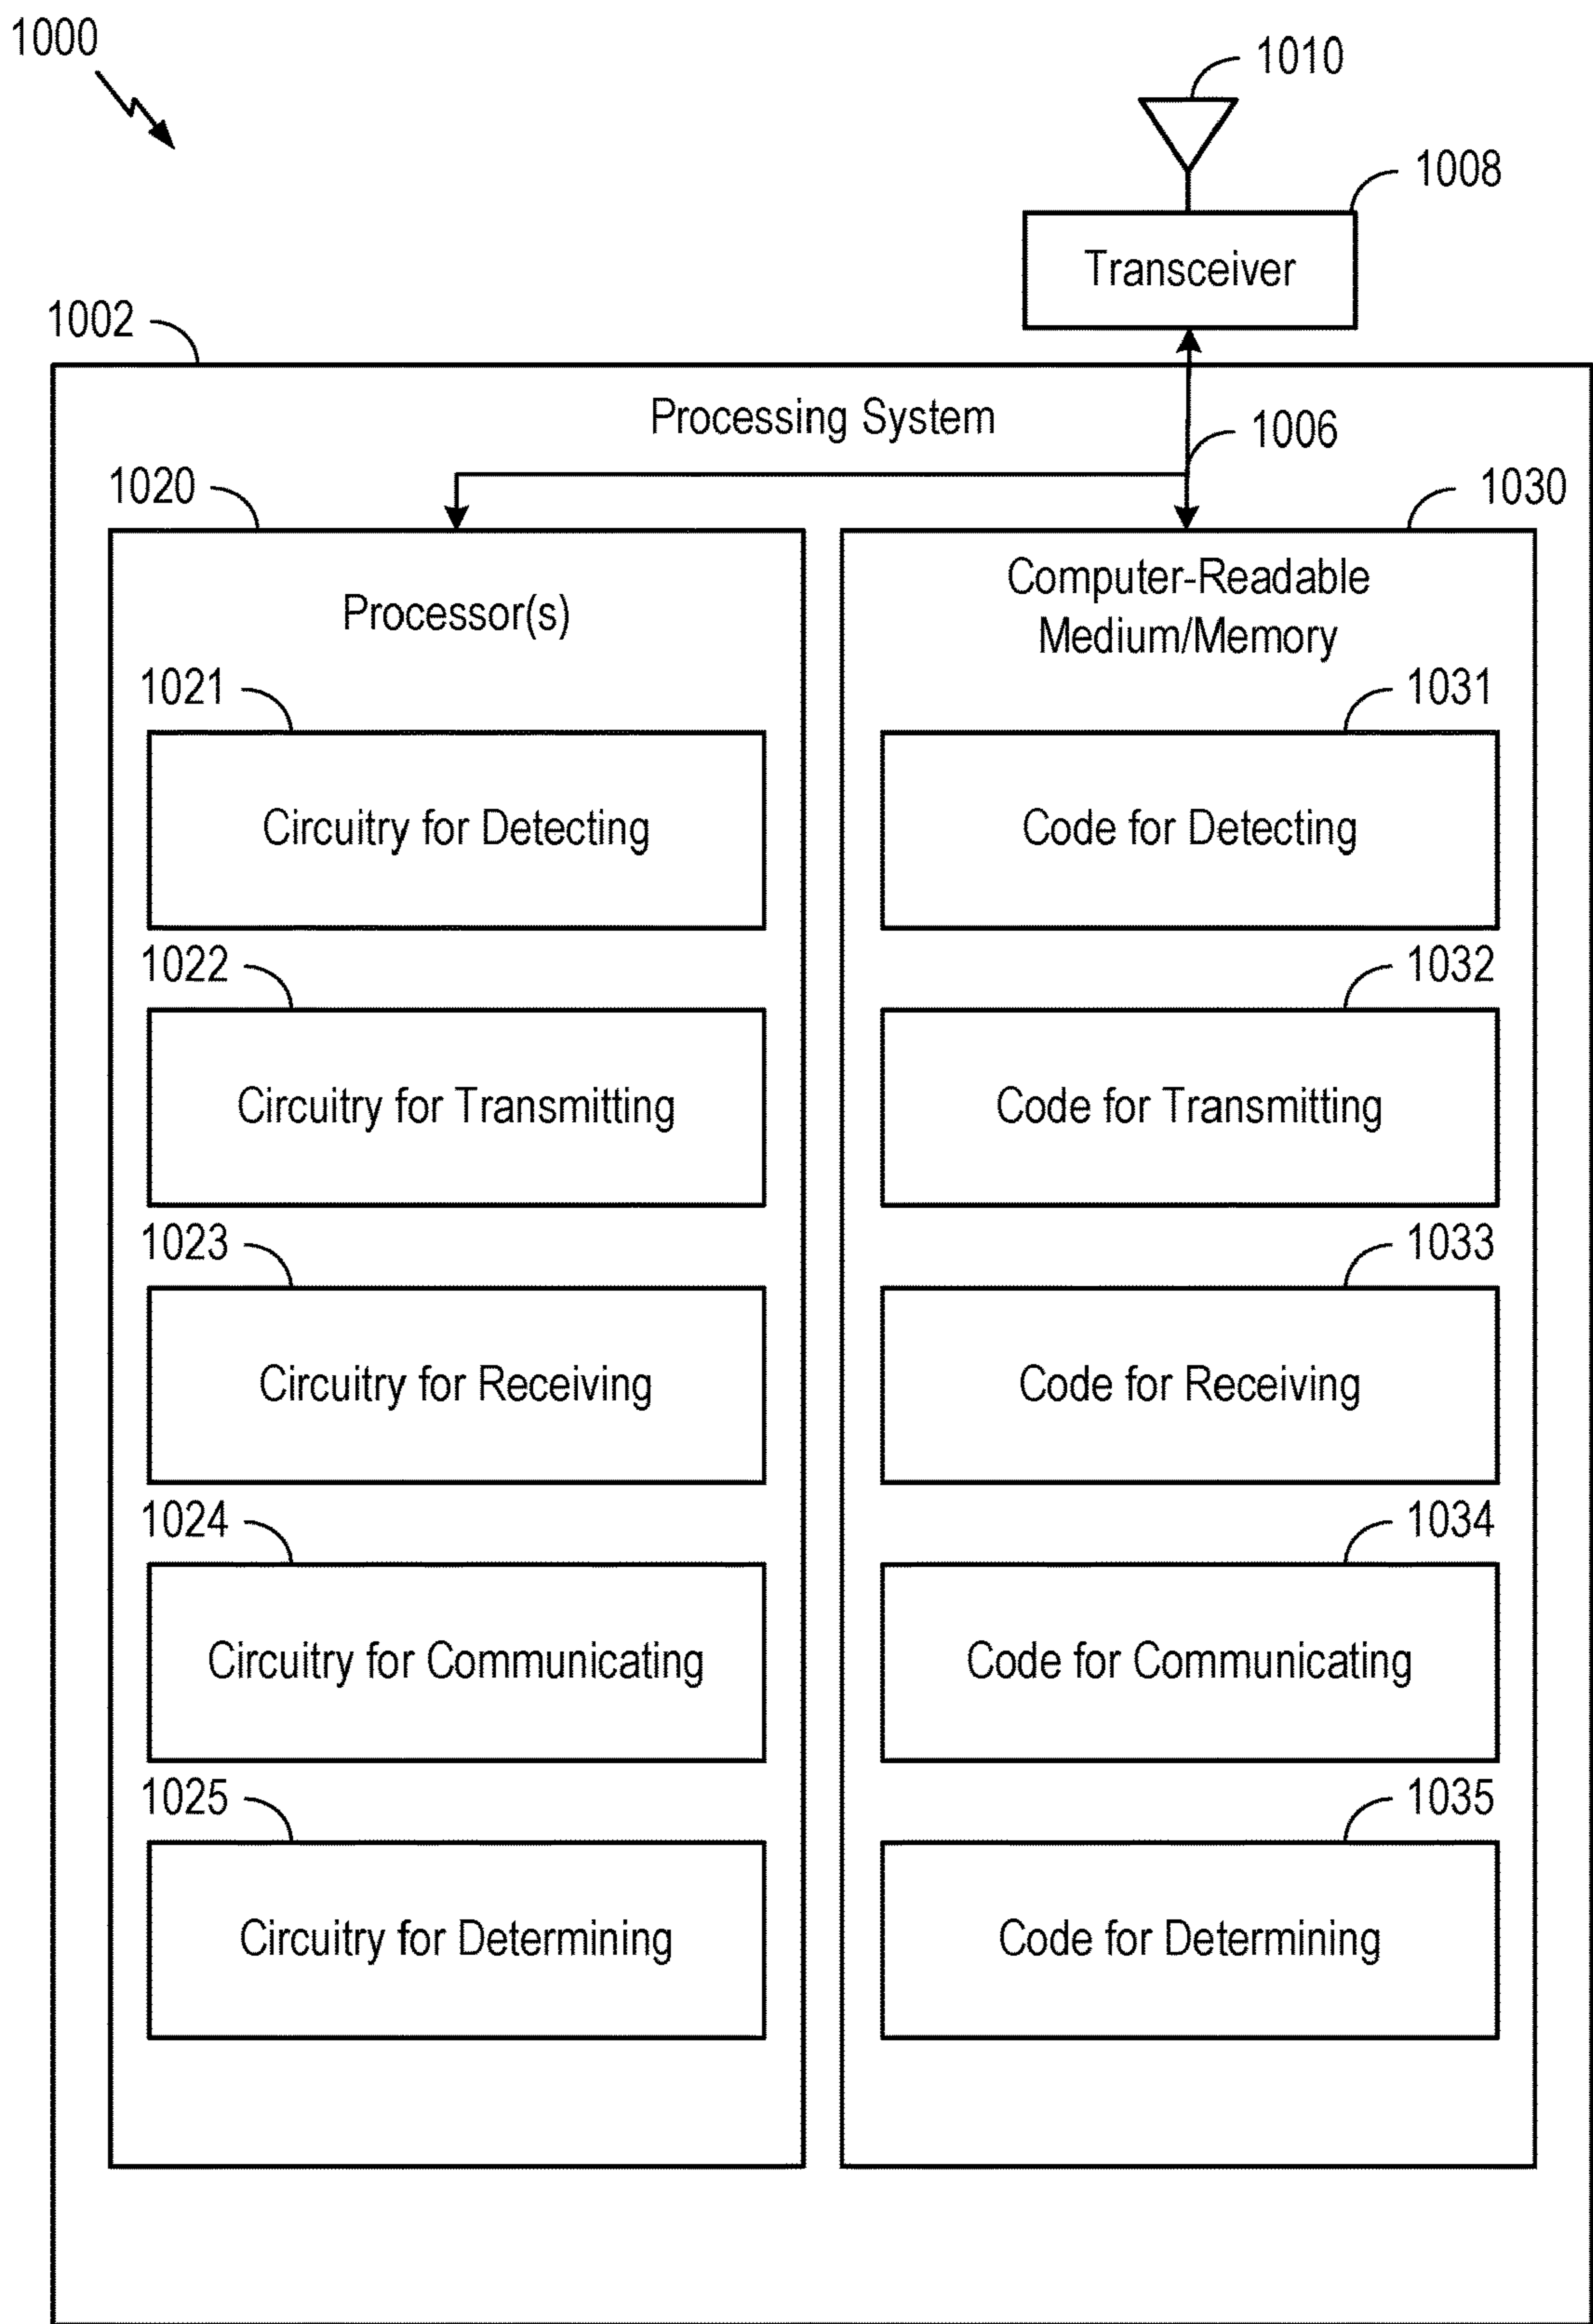 1000
1010
1008
Transceiver
1002
Processing System
1006
1020
1030
Processor(s)
Computer-Readable
Medium/Memory
1021
1031
Circuitry for Detecting
Code for Detecting
1022
1032
Circuitry for Transmitting
Code for Transmitting
1023
1033
Circuitry for Receiving
Code for Receiving
1024
1034
Circuitry for Communicating
Code for Communicating
1025
1035
Circuitry for Determining
Code for Determining